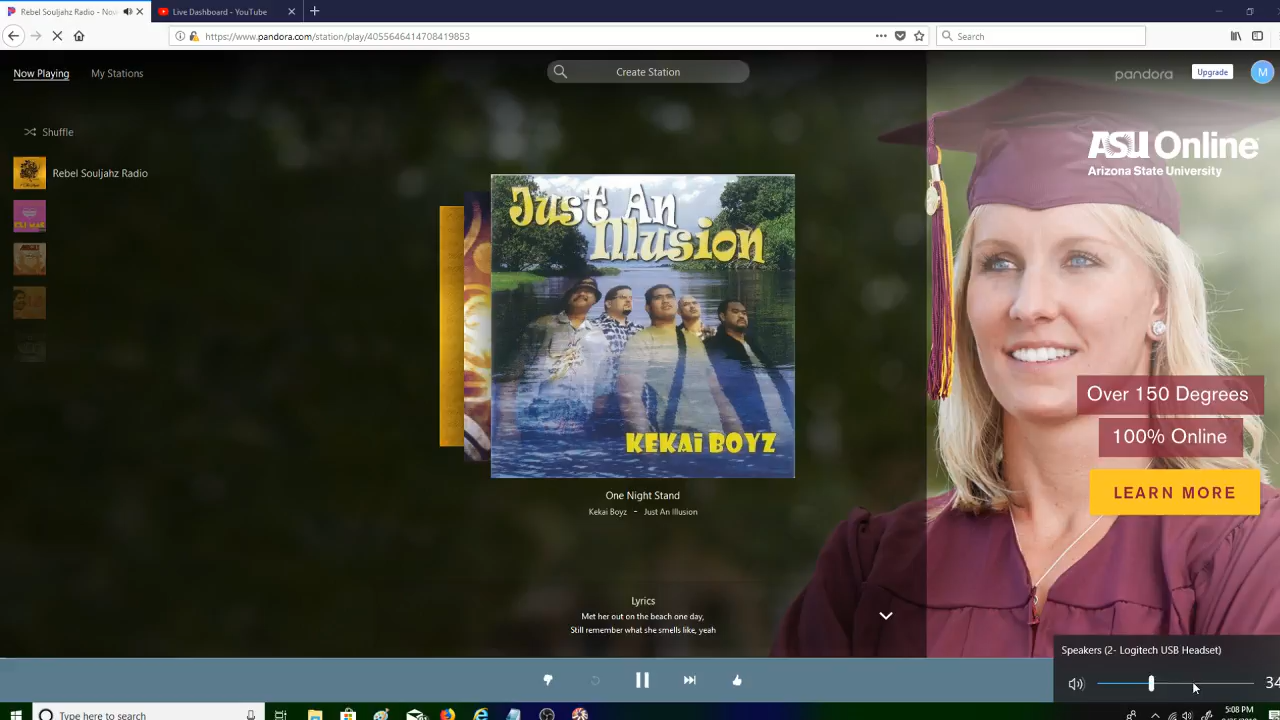 Rebel Souljahz Radio - Nov
Live Dashboard - YouTube
https://www.pandora.com/station/play/4055646414708419853
Search
Now Playing
My Stations
Create Station
pandora
Upgrade
M
Shuffle
Rebel Souljahz Radio
Just An
Illusion
KEKAi BOYZ
One Night Stand
Kekai Boyz - Just An Illusion
Lyrics
Met her out on the beach one day,
Still remember what she smells like, yeah
ASU Online
Arizona State University
Over 150 Degrees
100% Online
LEARN MORE
Speakers (2- Logitech USB Headset)
34
Type here to search
5:08 PM